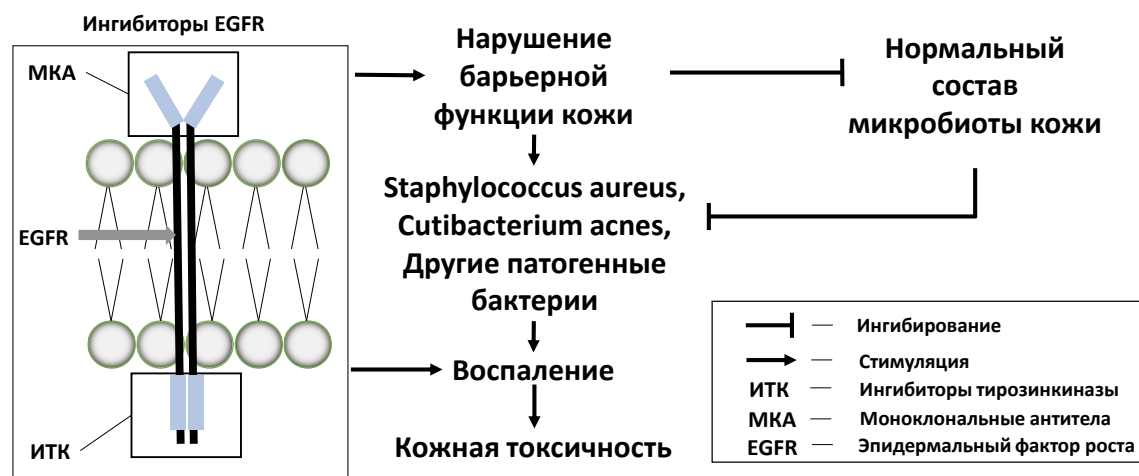 Ингибиторы EGFR
МКА
EGFR
ИТК
Нарушение
барьерной
функции кожи
Нормальный
состав
микробиоты кожи
Staphylococcus aureus,
Cutibacterium acnes,
Другие патогенные
бактерии
Воспаление
Кожная токсичность
— Ингибирование
— Стимуляция
ИТК — Ингибиторы тирозинкиназы
МКА — Моноклональные антитела
EGFR — Эпидермальный фактор роста